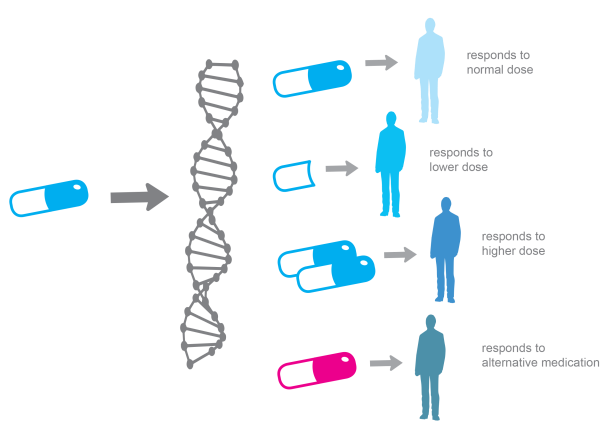 responds to
normal dose
responds to
lower dose
responds to
higher dose
responds to
alternative medication